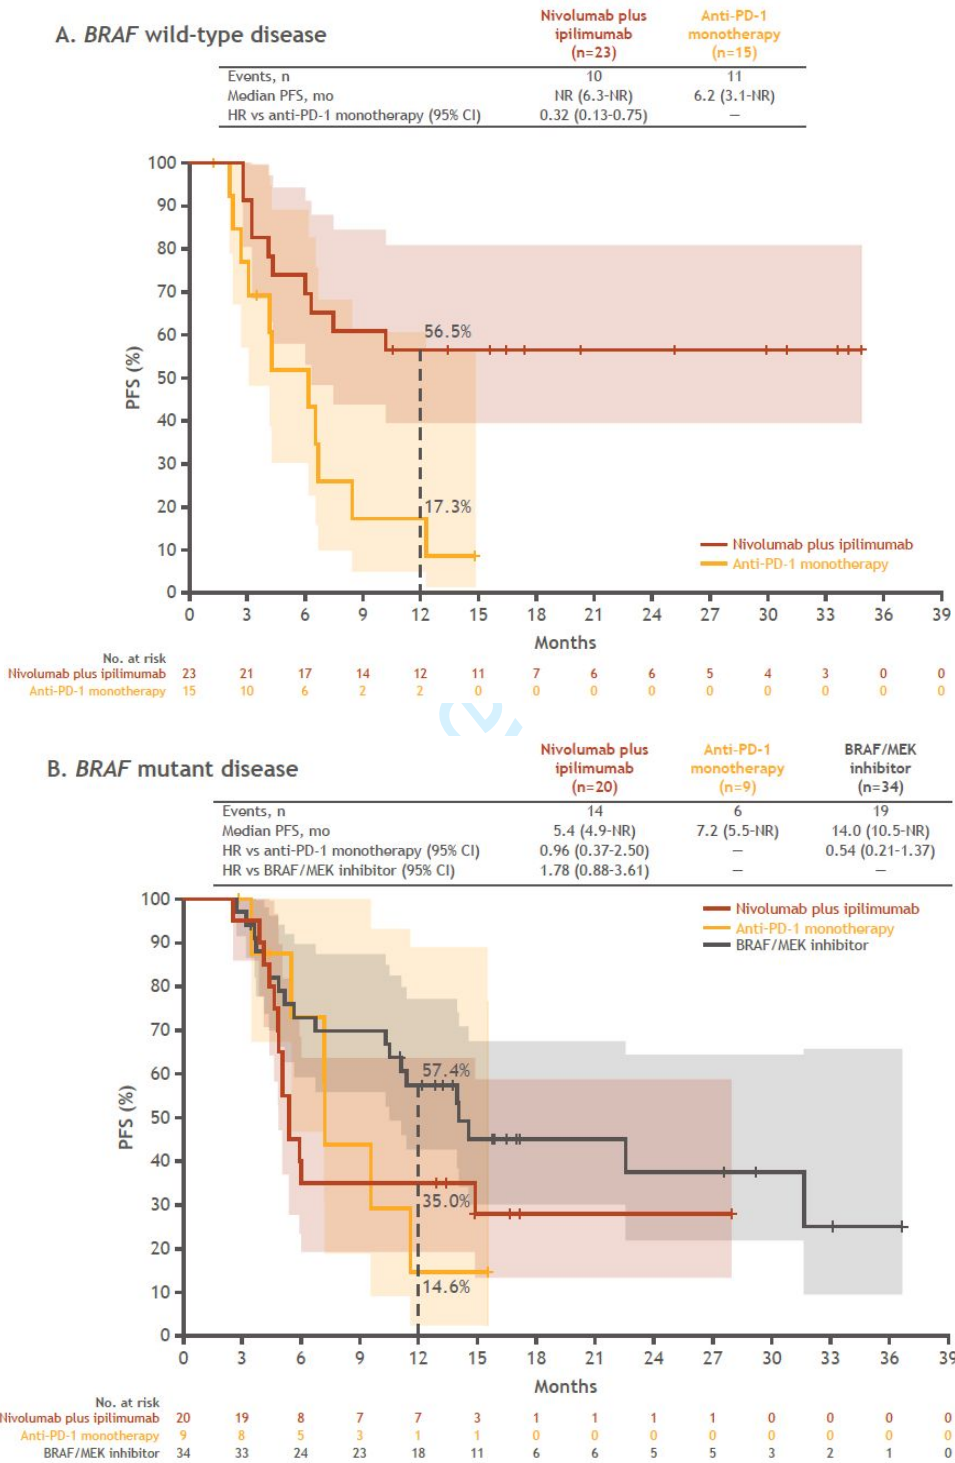 A. BRAF wild-type disease
Nivolumab plus ipilimumab (n=23) Anti-PD-1 monotherapy (n=15)
Events, n 10 11
Median PFS, mo NR (6.3-NR) 6.2 (3.1-NR)
HR vs anti-PD-1 monotherapy (95% CI) 0.32 (0.13-0.75) —
PFS (%)
100
90
80
70
60
50
40
30
20
10
0
56.5%
17.3%
Nivolumab plus ipilimumab
Anti-PD-1 monotherapy
0 3 6 9 12 15 18 21 24 27 30 33 36 39
Months
No. at risk
Nivolumab plus ipilimumab 23 21 17 14 12 11 7 6 6 5 4 3 0 0
Anti-PD-1 monotherapy 15 10 6 2 2 0 0 0 0 0 0 0 0 0
B. BRAF mutant disease
Nivolumab plus ipilimumab (n=20) Anti-PD-1 monotherapy (n=9) BRAF/MEK inhibitor (n=34)
Events, n 14 6 19
Median PFS, mo 5.4 (4.9-NR) 7.2 (5.5-NR) 14.0 (10.5-NR)
HR vs anti-PD-1 monotherapy (95% CI) 0.96 (0.37-2.50) — 0.54 (0.21-1.37)
HR vs BRAF/MEK inhibitor (95% CI) 1.78 (0.88-3.61) — —
PFS (%)
100
90
80
70
60
50
40
30
20
10
0
Nivolumab plus ipilimumab
Anti-PD-1 monotherapy
BRAF/MEK inhibitor
57.4%
35.0%
14.6%
0 3 6 9 12 15 18 21 24 27 30 33 36 39
Months
No. at risk
Nivolumab plus ipilimumab 20 19 8 7 7 3 1 1 1 1 0 0 0 0
Anti-PD-1 monotherapy 9 8 5 3 1 1 0 0 0 0 0 0 0 0
BRAF/MEK inhibitor 34 33 24 23 18 11 6 6 5 5 3 2 1 0